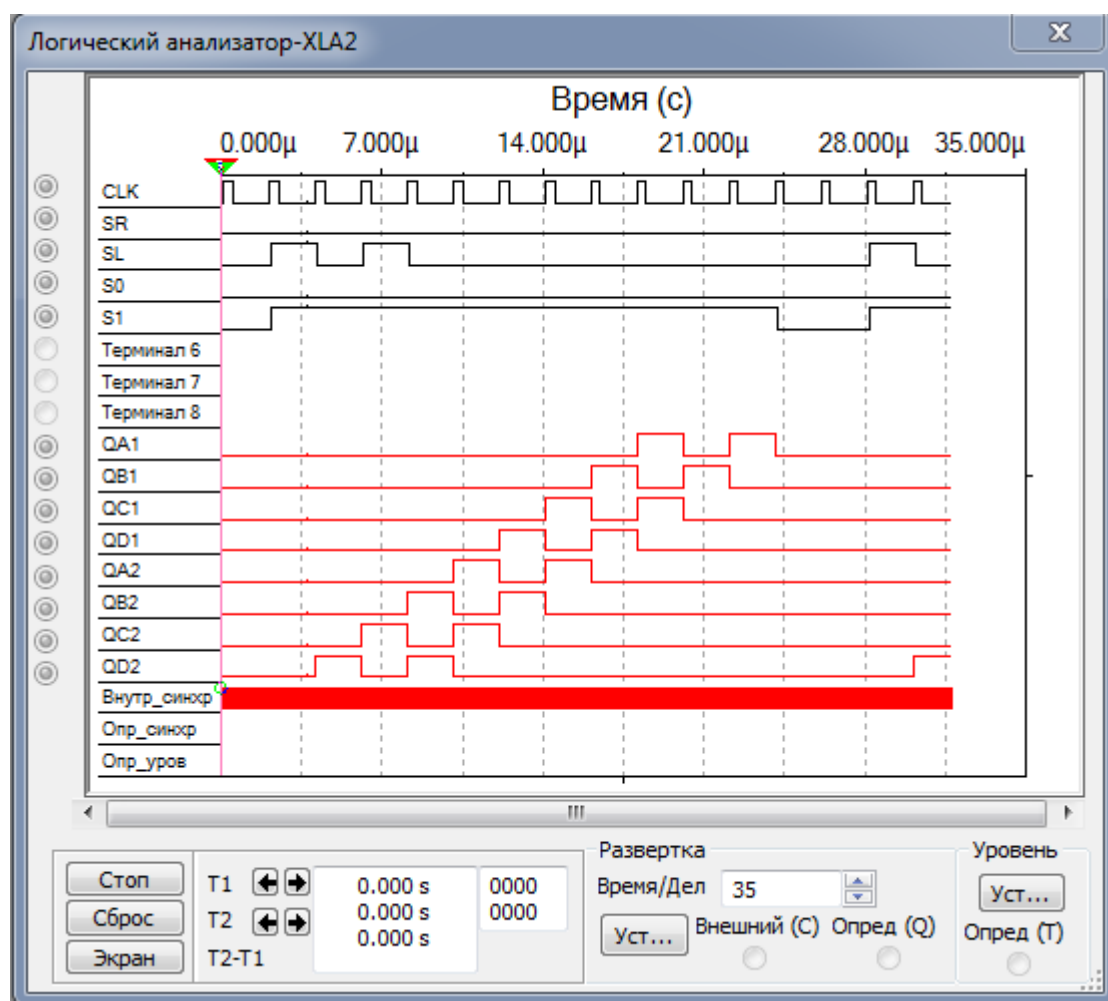 Логический анализатор-XLA2
Время (с)
0.000µ 7.000µ 14.000µ 21.000µ 28.000µ 35.000µ
CLK
SR
SL
S0
S1
Терминал 6
Терминал 7
Терминал 8
QA1
QB1
QC1
QD1
QA2
QB2
QC2
QD2
Внутр_синхр
Опр_синхр
Опр_уров
Стоп
Сброс
Экран
T1 0.000 s 0000
T2 0.000 s 0000
T2-T1 0.000 s
Развертка
Время/Дел 35
Уст... Внешний (C) Опред (Q)
Уровень
Уст...
Опред (T)